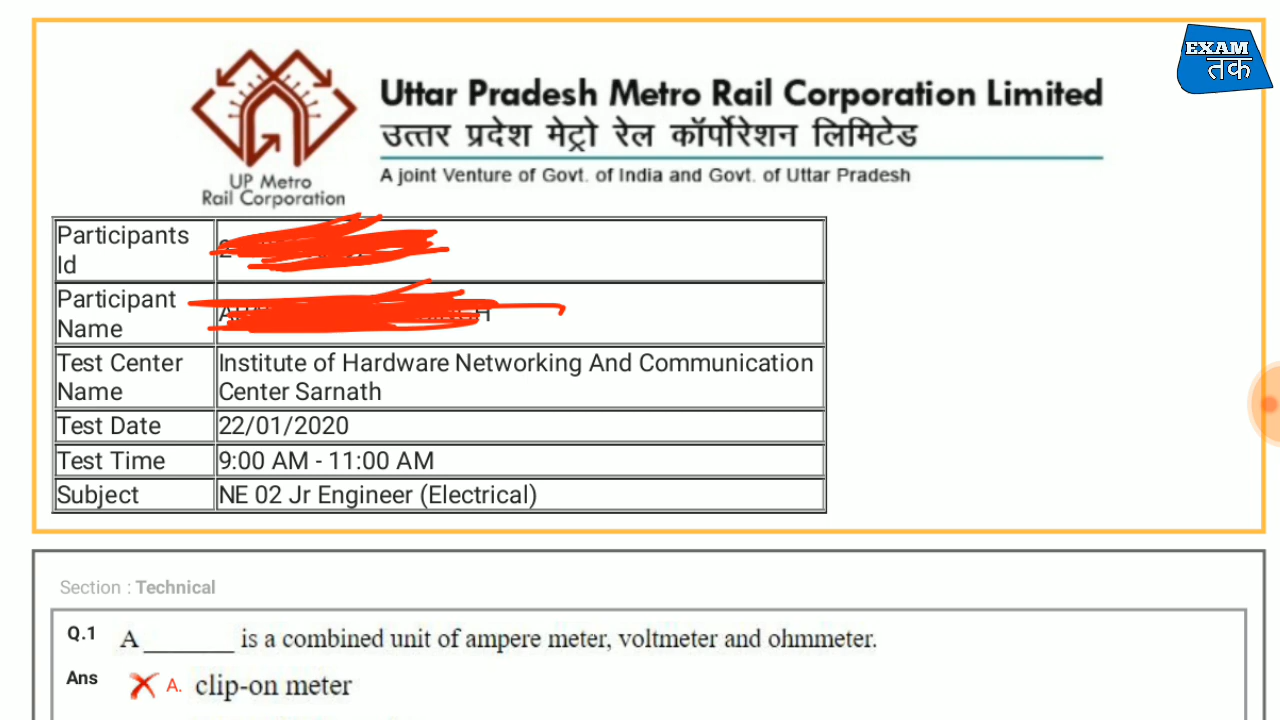 EXAM
तक
Uttar Pradesh Metro Rail Corporation Limited
उत्तर प्रदेश मेट्रो रेल कॉर्पोरेशन लिमिटेड
A joint Venture of Govt. of India and Govt. of Uttar Pradesh
UP Metro
Rail Corporation
Participants
Id
Participant
Name
Test Center
Name
Institute of Hardware Networking And Communication
Center Sarnath
Test Date
22/01/2020
Test Time
9:00 AM - 11:00 AM
Subject
NE 02 Jr Engineer (Electrical)
Section : Technical
Q.1 A _______ is a combined unit of ampere meter, voltmeter and ohmmeter.
Ans A. clip-on meter